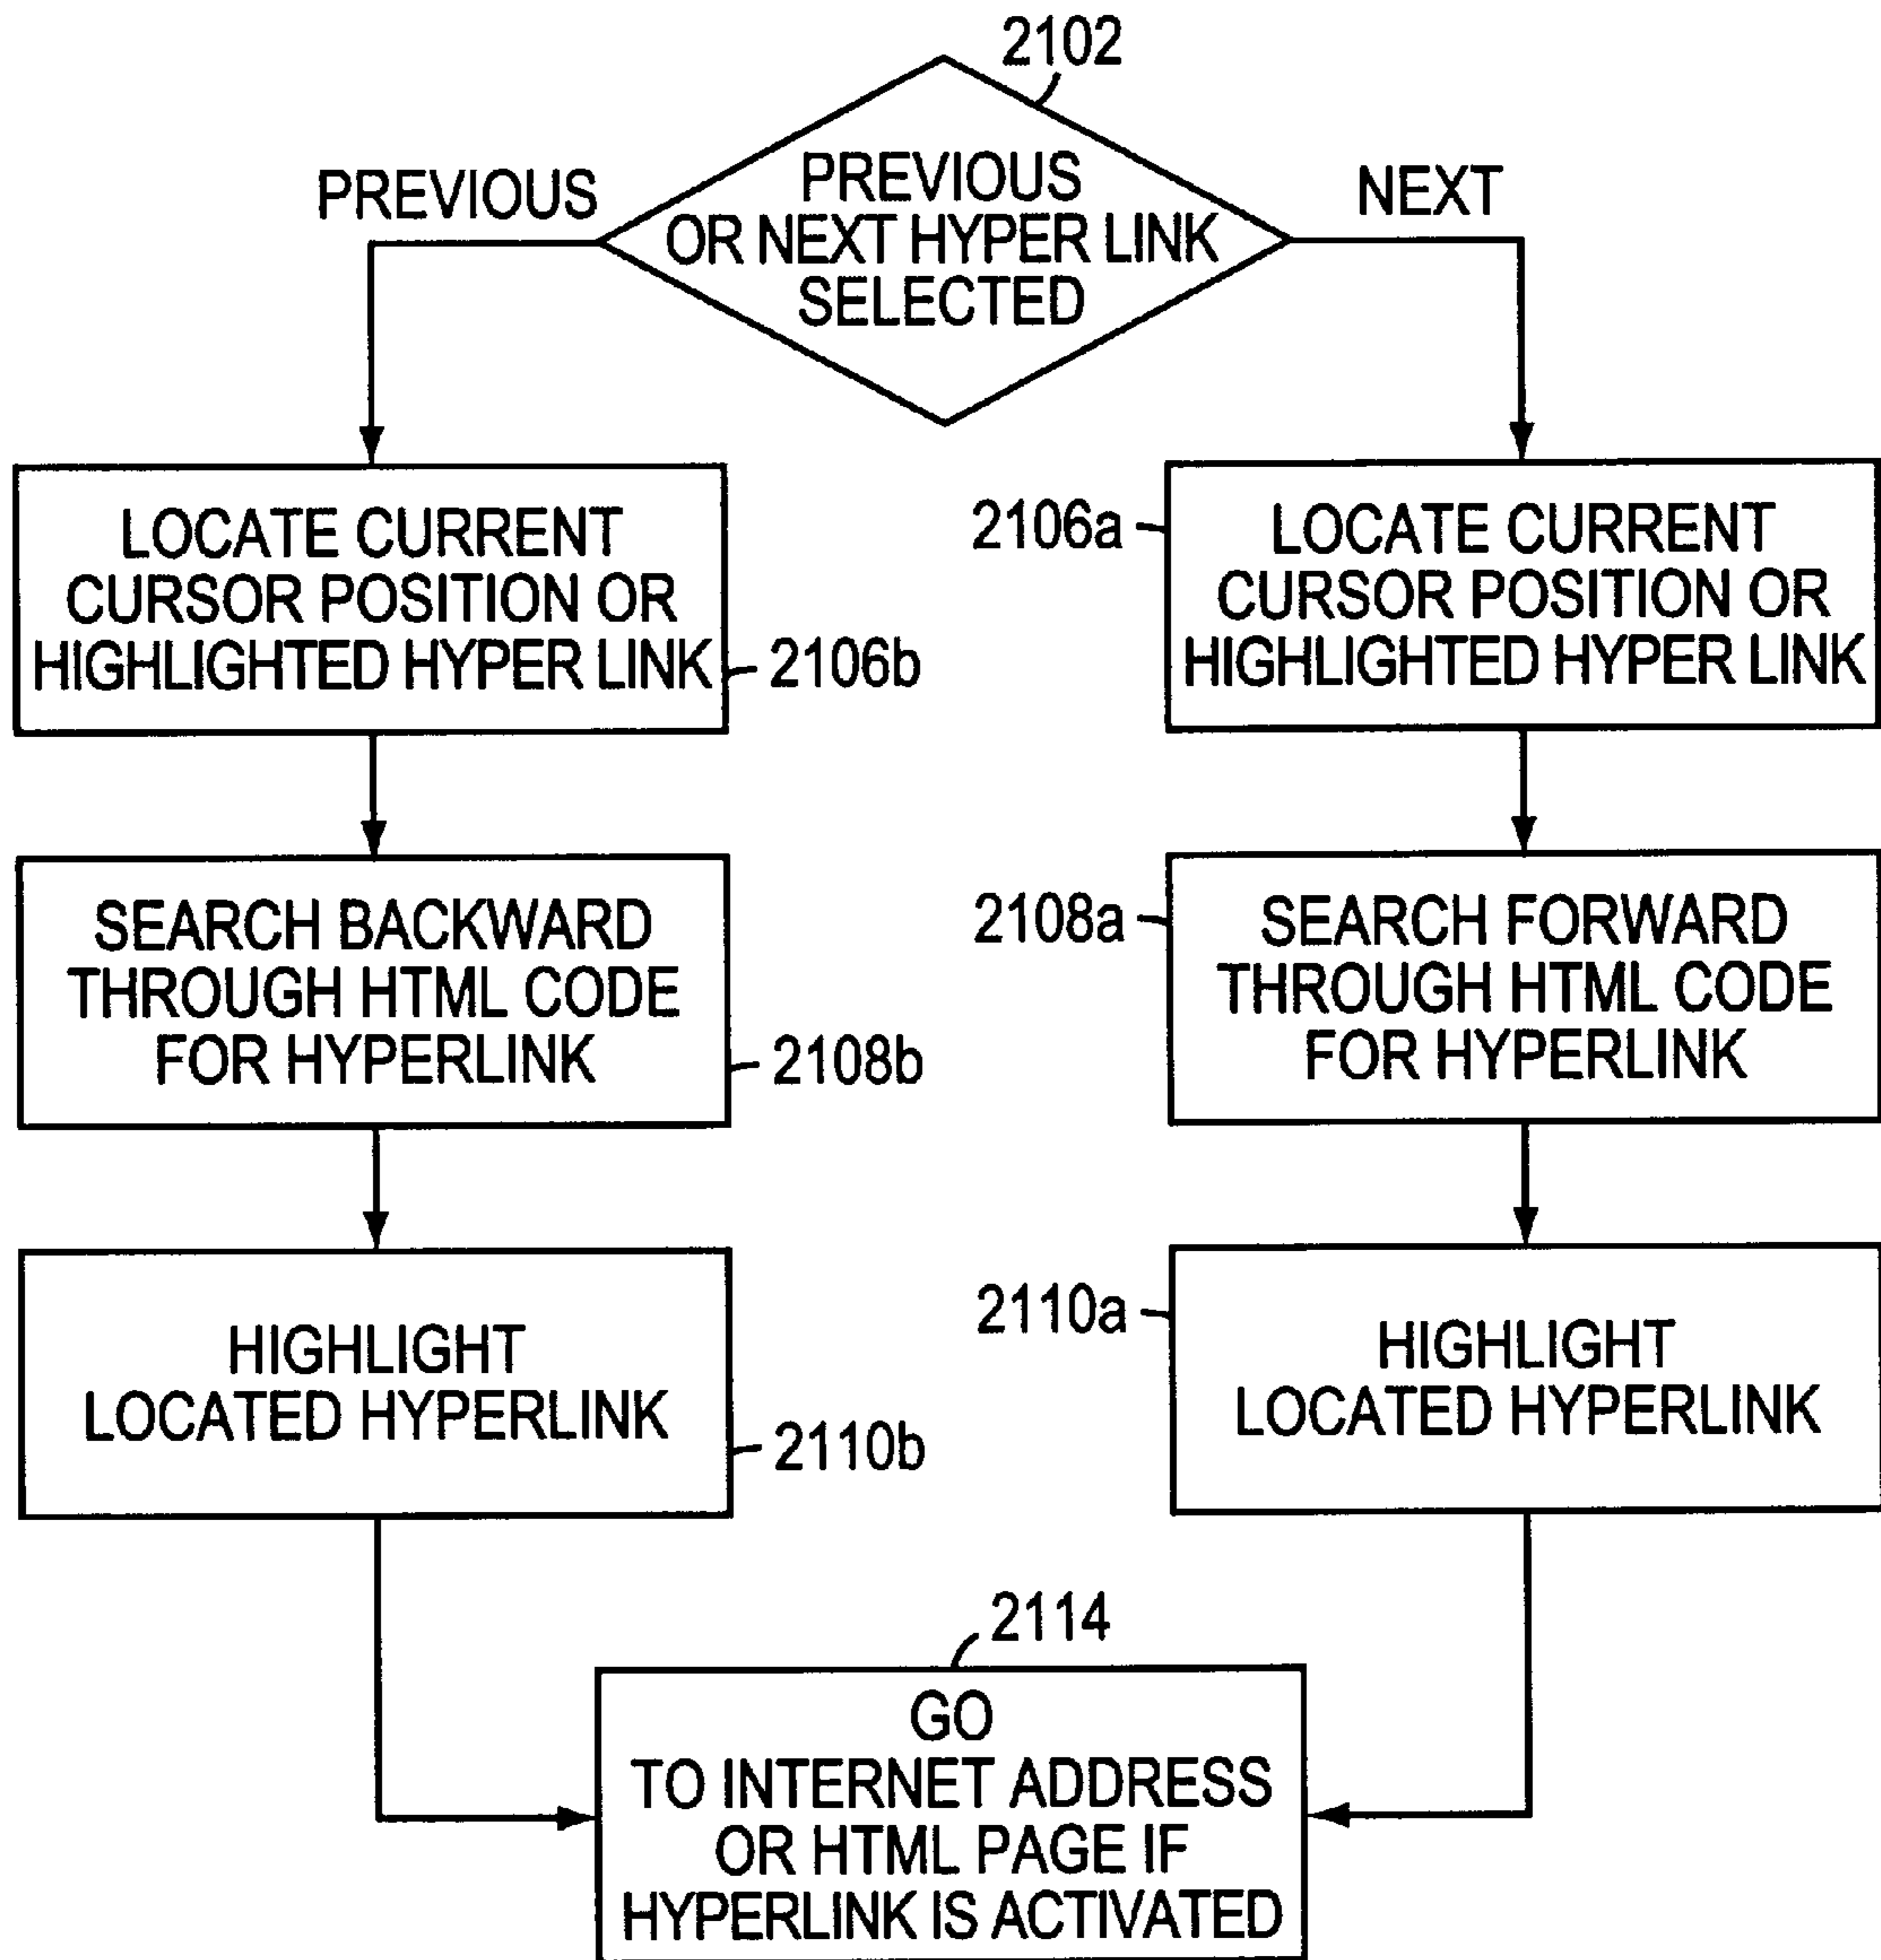 2102
PREVIOUS
PREVIOUS
OR NEXT HYPER LINK
SELECTED
NEXT
LOCATE CURRENT
CURSOR POSITION OR
HIGHLIGHTED HYPER LINK
2106b
2106a
LOCATE CURRENT
CURSOR POSITION OR
HIGHLIGHTED HYPER LINK
SEARCH BACKWARD
THROUGH HTML CODE
FOR HYPERLINK
2108b
2108a
SEARCH FORWARD
THROUGH HTML CODE
FOR HYPERLINK
HIGHLIGHT
LOCATED HYPERLINK
2110b
2110a
HIGHLIGHT
LOCATED HYPERLINK
2114
GO
TO INTERNET ADDRESS
OR HTML PAGE IF
HYPERLINK IS ACTIVATED